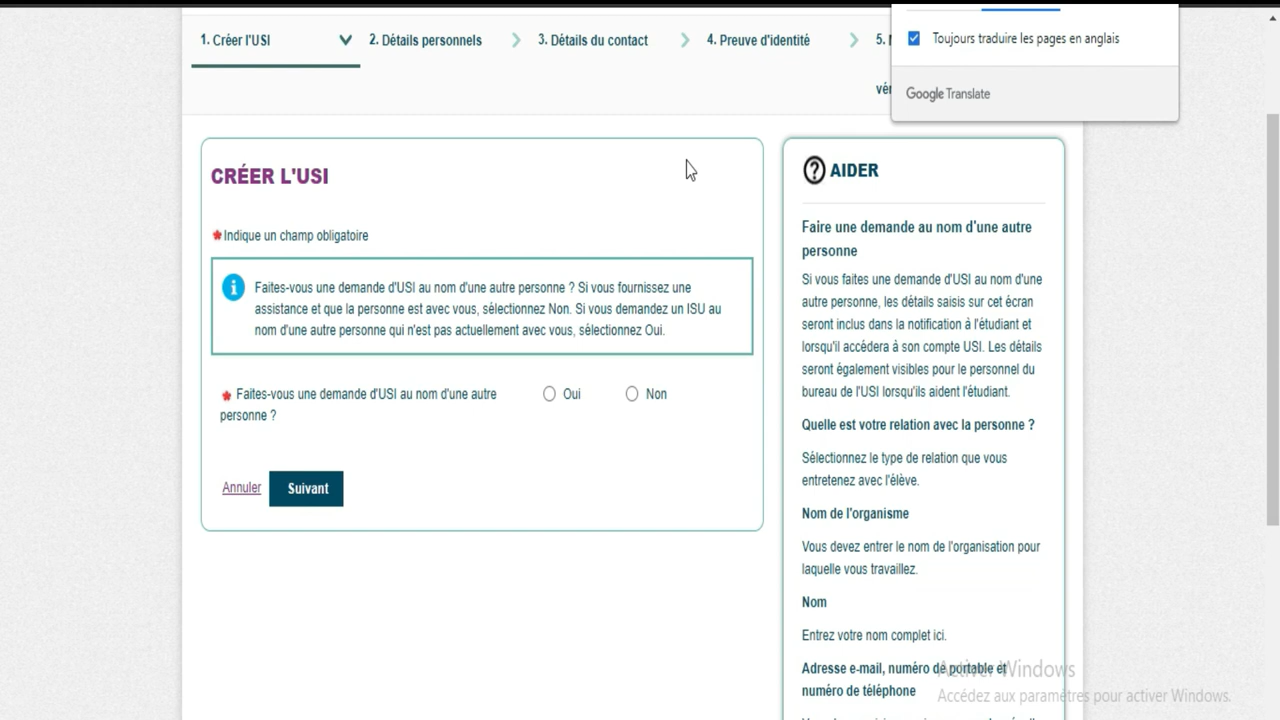 1. Créer l'USI
2. Détails personnels
3. Détails du contact
4. Preuve d'identité
5.
Toujours traduire les pages en anglais
Google Translate
CRÉER L'USI
* Indique un champ obligatoire
Faites-vous une demande d'USI au nom d'une autre personne ? Si vous fournissez une
assistance et que la personne est avec vous, sélectionnez Non. Si vous demandez un ISU au
nom d'une autre personne qui n'est pas actuellement avec vous, sélectionnez Oui.
* Faites-vous une demande d'USI au nom d'une autre
personne ?
Oui
Non
Annuler
Suivant
AIDER
Faire une demande au nom d'une autre
personne
Si vous faites une demande d'USI au nom d'une
autre personne, les détails saisis sur cet écran
seront inclus dans la notification à l'étudiant et
lorsqu'il accédera à son compte USI. Les détails
seront également visibles pour le personnel du
bureau de l'USI lorsqu'ils aident l'étudiant.
Quelle est votre relation avec la personne ?
Sélectionnez le type de relation que vous
entretenez avec l'élève.
Nom de l'organisme
Vous devez entrer le nom de l'organisation pour
laquelle vous travaillez.
Nom
Entrez votre nom complet ici.
Adresse e-mail, numéro de portable et
numéro de téléphone
Activer Windows
Accédez aux paramètres pour activer Windows.